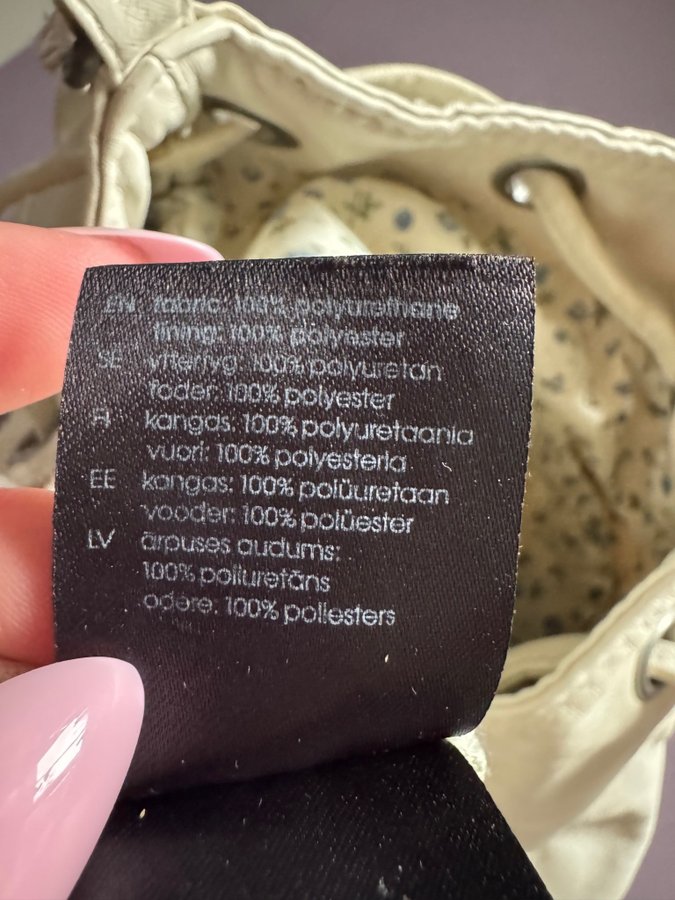 EN fabric: 100% polyurethane
lining: 100% polyester
SE yttertyg: 100% polyuretan
foder: 100% polyester
FI kangas: 100% polyuretaania
vuori: 100% polyesteria
EE kangas: 100% polüuretaan
vooder: 100% polüester
LV ārpuses audums:
100% poliuretāns
odere: 100% poliesters